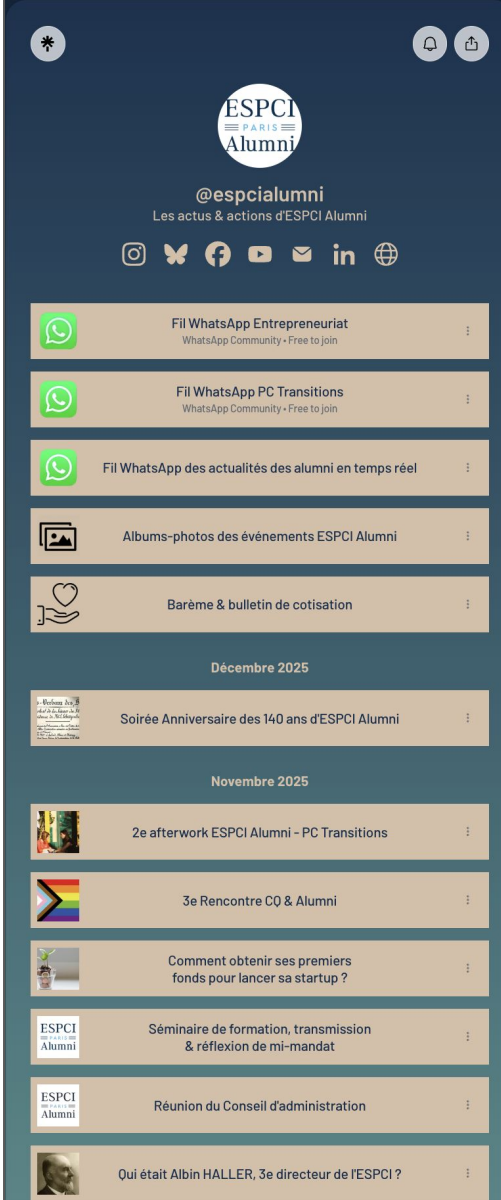 ESPCI
PARIS
Alumni
@espcialumni
Les actus & actions d'ESPCI Alumni
Fil WhatsApp Entrepreneuriat
WhatsApp Community • Free to join
Fil WhatsApp PC Transitions
WhatsApp Community • Free to join
Fil WhatsApp des actualités des alumni en temps réel
Albums-photos des événements ESPCI Alumni
Barème & bulletin de cotisation
Décembre 2025
Soirée Anniversaire des 140 ans d'ESPCI Alumni
Novembre 2025
2e afterwork ESPCI Alumni - PC Transitions
3e Rencontre CQ & Alumni
Comment obtenir ses premiers
fonds pour lancer sa startup ?
ESPCI
PARIS
Alumni
Séminaire de formation, transmission
& réflexion de mi-mandat
ESPCI
PARIS
Alumni
Réunion du Conseil d'administration
Qui était Albin HALLER, 3e directeur de l'ESPCI ?